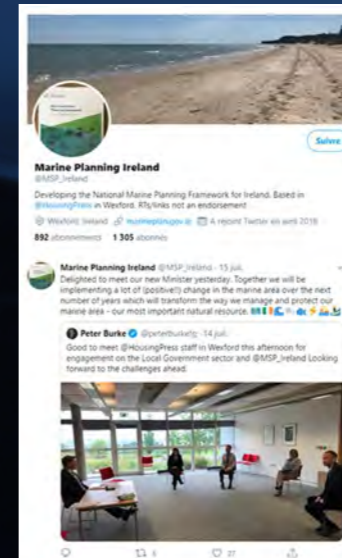 Suivre
Marine Planning Ireland
@MSP_Ireland
Developing the National Marine Planning Framework for Ireland. Based in
@HousingPress in Wexford. RTs/links not an endorsement
Wexford, Ireland marineplan.gov.ie A rejoint Twitter en avril 2018
892 abonnements 1 305 abonnés
Marine Planning Ireland @MSP_Ireland · 15 juil.
Delighted to meet our new Minister yesterday. Together we will be
implementing a lot of (positive!!) change in the marine area over the next
number of years which will transform the way we manage and protect our
marine area - our most important natural resource.
Peter Burke @peterburkefg · 14 juil.
Good to meet @HousingPress staff in Wexford this afternoon for
engagement on the Local Government sector and @MSP_Ireland Looking
forward to the challenges ahead.
27